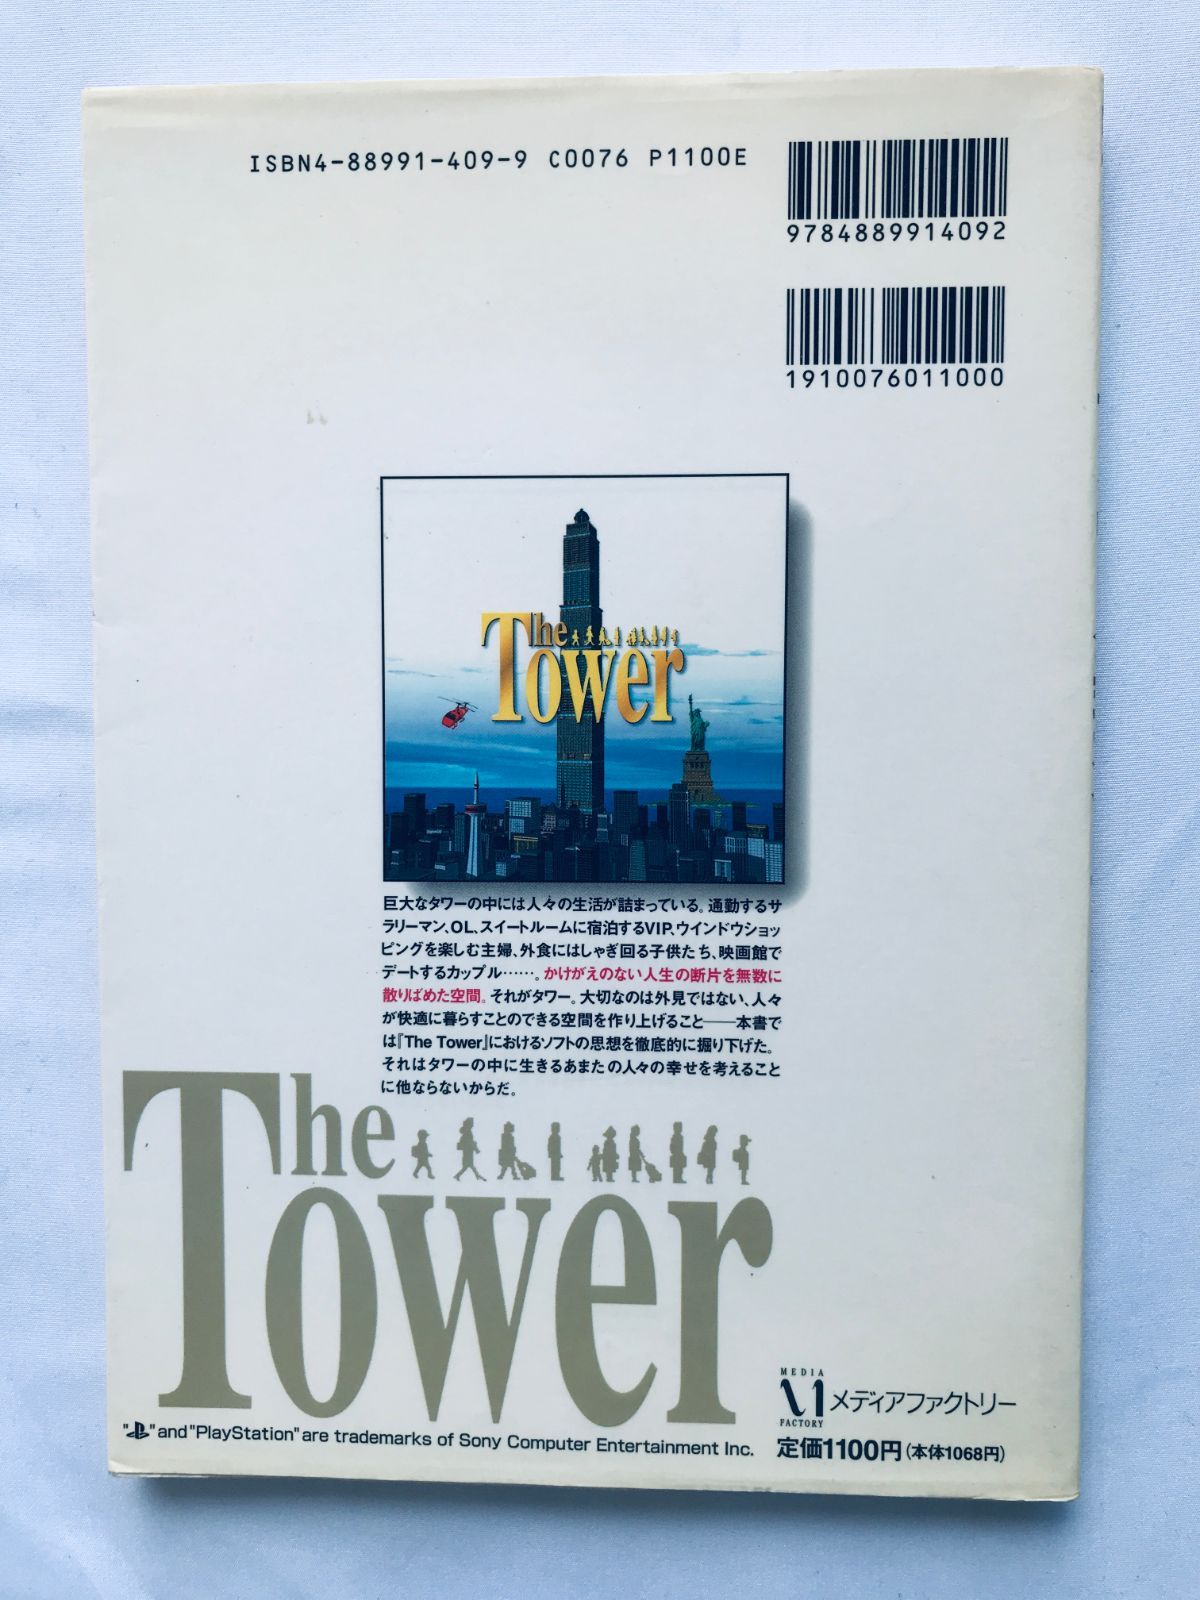 ISBN4-88991-409-9 C0076 P1100E
9784889914092
1910076011000
The
Tower
巨大なタワーの中には人々の生活が詰まっている。通勤するサ
ラリーマン、OL、スイートルームに宿泊するVIP、ウインドウショッ
ピングを楽しむ主婦、外食にはしゃぎ回る子供たち、映画館で
デートするカップル……。かけがえのない人生の断片を無数に
散りばめた空間。それがタワー。大切なのは外見ではない、人々
が快適に暮らすことのできる空間を作り上げること――本書で
は『The Tower』におけるソフトの思想を徹底的に掘り下げた。
それはタワーの中に生きるあまたの人々の幸せを考えること
に他ならないからだ。
The
Tower
MEDIA
FACTORY
メディアファクトリー
" " and "PlayStation" are trademarks of Sony Computer Entertainment Inc.
定価1100円(本体1068円)